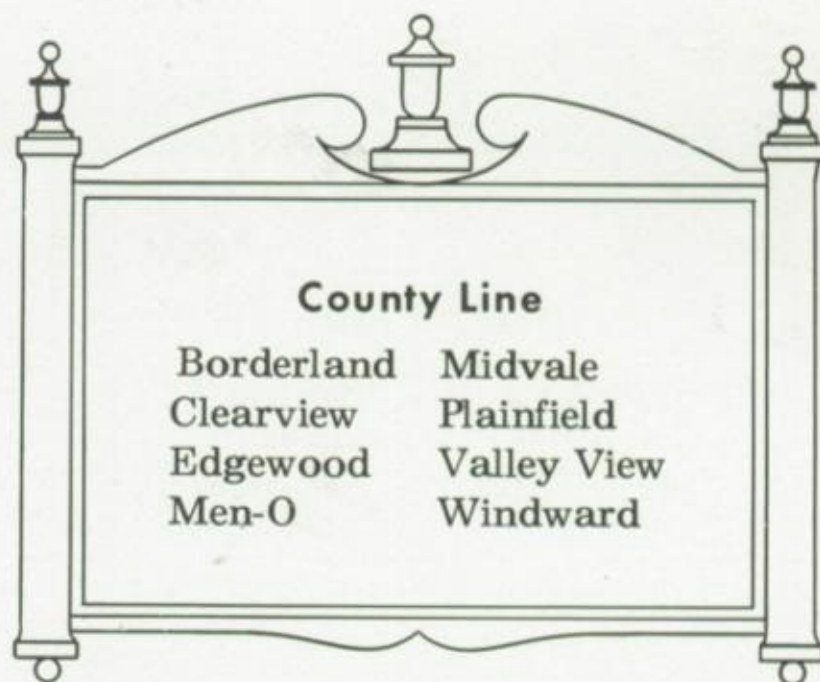 County Line
Borderland Midvale
Clearview Plainfield
Edgewood Valley View
Men-O Windward